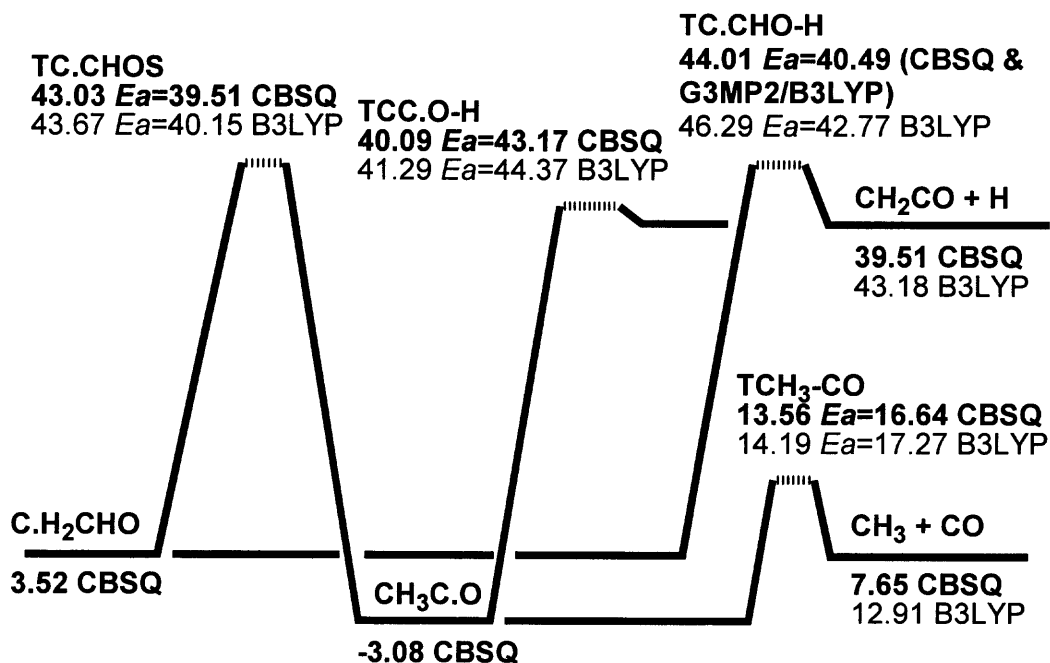 TC.CHOS
43.03 Ea=39.51 CBSQ
43.67 Ea=40.15 B3LYP
TCC.O-H
40.09 Ea=43.17 CBSQ
41.29 Ea=44.37 B3LYP
TC.CHO-H
44.01 Ea=40.49 (CBSQ &
G3MP2/B3LYP)
46.29 Ea=42.77 B3LYP
CH₂CO + H
39.51 CBSQ
43.18 B3LYP
TCH₃-CO
13.56 Ea=16.64 CBSQ
14.19 Ea=17.27 B3LYP
C.H₂CHO
3.52 CBSQ
CH₃C.O
-3.08 CBSQ
CH₃ + CO
7.65 CBSQ
12.91 B3LYP